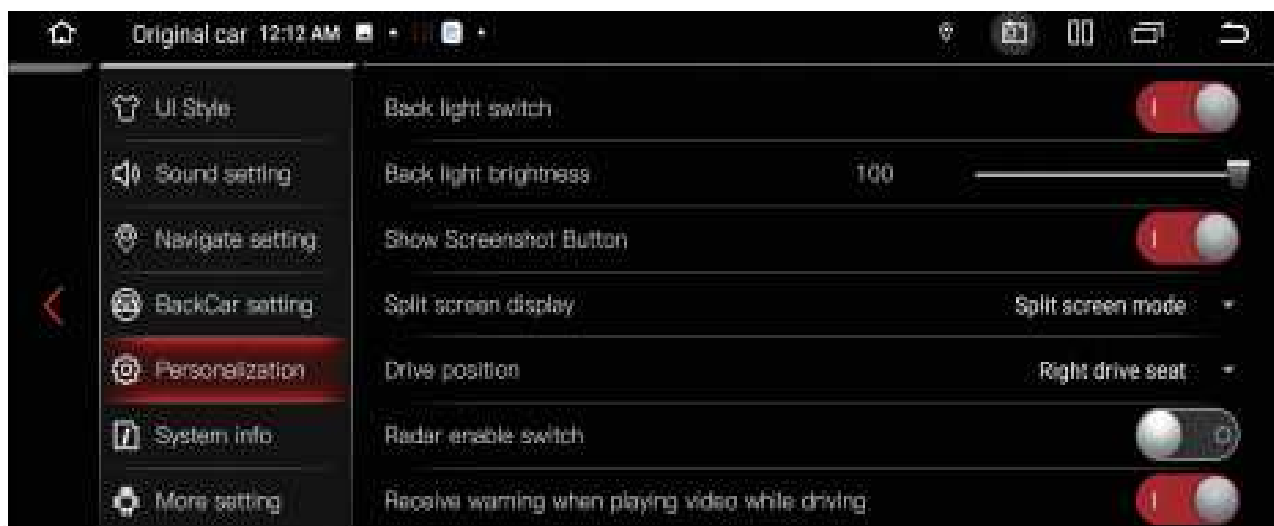 Original car 12:12 AM
UI Style
Sound setting
Navigate setting
BackCar setting
Personalization
System info
More setting
Back light switch
Back light brightness 100
Show Screenshot Button
Split screen display Split screen mode
Drive position Right drive seat
Radar enable switch
Receive warning when playing video while driving